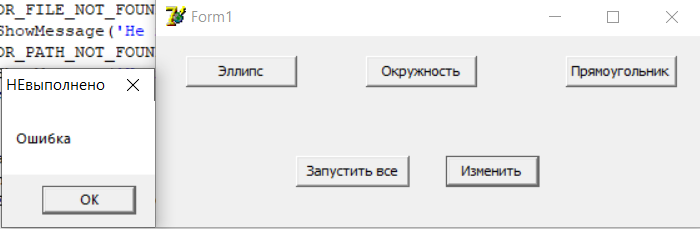 OR_FILE_NOT_FOUN
ShowMessage('Не
OR_PATH_NOT_FOUN
НЕвыполнено
Ошибка
OK
Form1
Эллипс
Окружность
Прямоугольник
Запустить все
Изменить